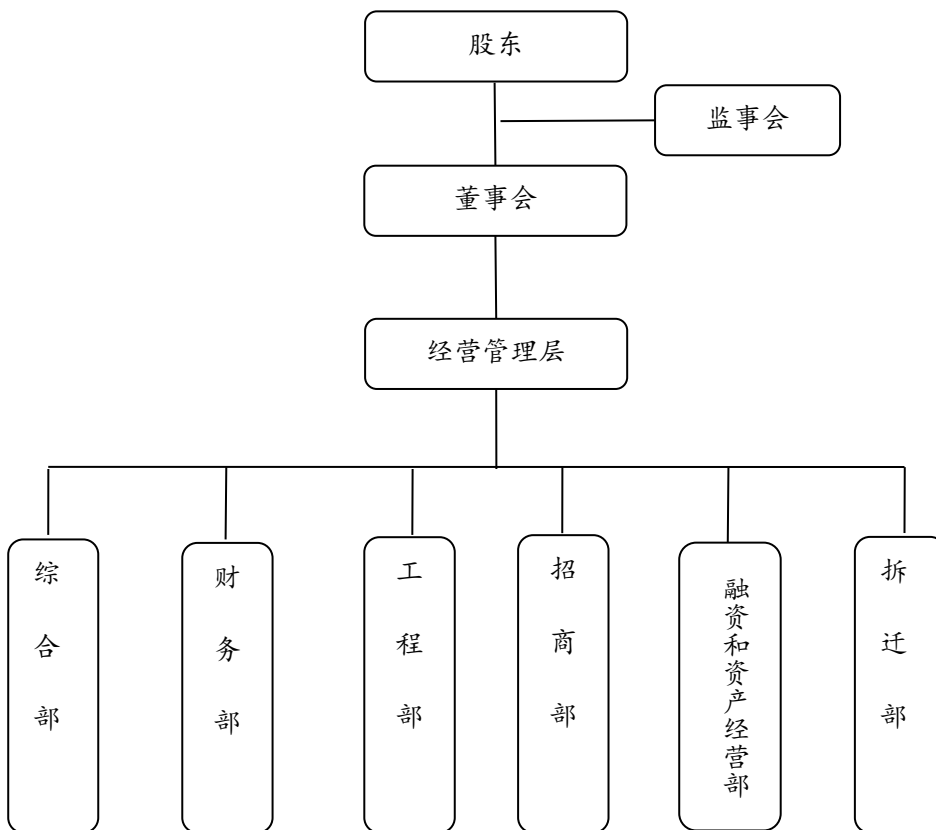 股东
监事会
董事会
经营管理层
综合部
财务部
工程部
招商部
融资和资产经营部
拆迁部